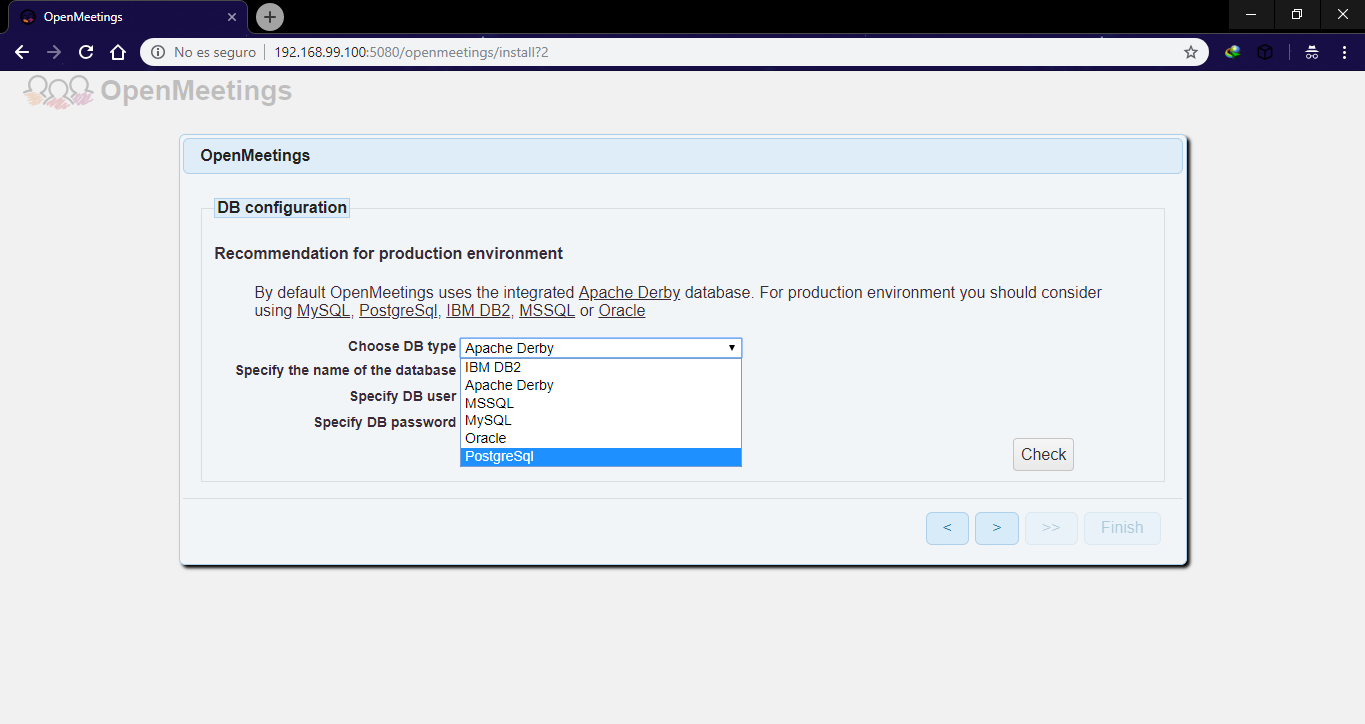 OpenMeetings
No es seguro
192.168.99.100:5080/openmeetings/install?2
OpenMeetings
OpenMeetings
DB configuration
Recommendation for production environment
By default OpenMeetings uses the integrated Apache Derby database. For production environment you should consider
using MySQL, PostgreSql, IBM DB2, MSSQL or Oracle
Choose DB type Apache Derby
Specify the name of the database
Specify DB user
Specify DB password
IBM DB2
Apache Derby
MSSQL
MySQL
Oracle
PostgreSql
Check
< > >> Finish